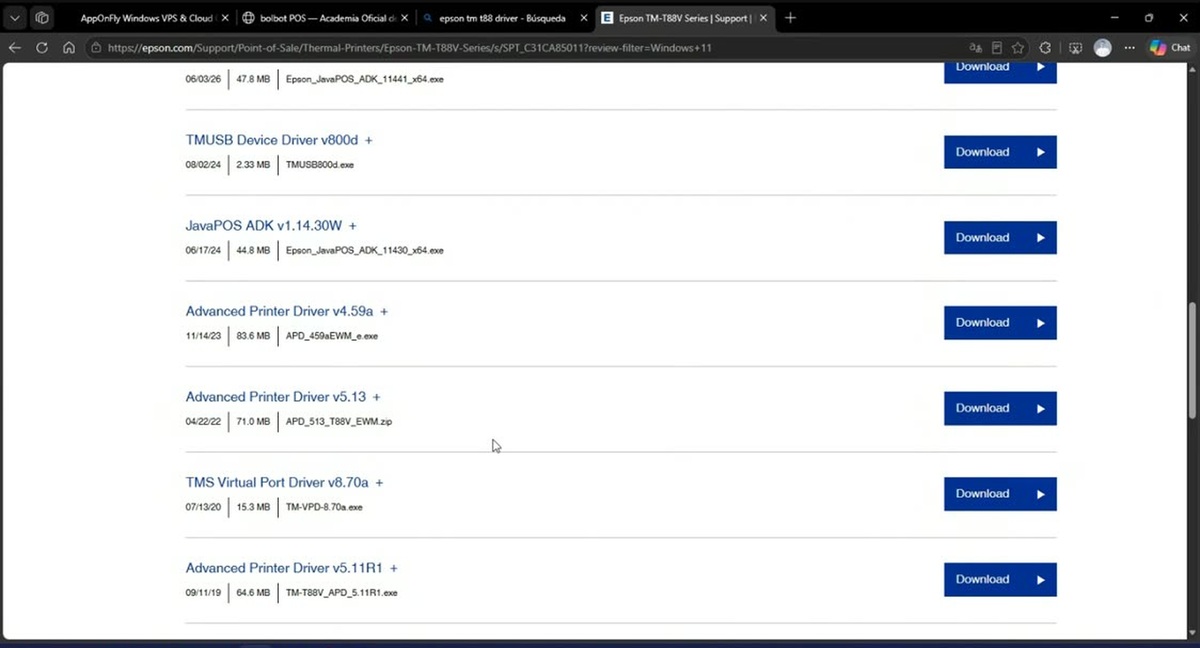 AppOnFly Windows VPS & Cloud
bolbot POS — Academia Oficial d
epson tm t88 driver - Búsqueda
Epson TM-T88V Series | Support |
https://epson.com/Support/Point-of-Sale/Thermal-Printers/Epson-TM-T88V-Series/s/SPT_C31CA85011?review-filter=Windows+11
Chat
06/03/26 47.8 MB Epson_JavaPOS_ADK_11441_x64.exe
Download
TMUSB Device Driver v800d +
08/02/24 2.33 MB TMUSB800d.exe
Download
JavaPOS ADK v1.14.30W +
06/17/24 44.8 MB Epson_JavaPOS_ADK_11430_x64.exe
Download
Advanced Printer Driver v4.59a +
11/14/23 83.6 MB APD_459aEWM_e.exe
Download
Advanced Printer Driver v5.13 +
04/22/22 71.0 MB APD_513_T88V_EWM.zip
Download
TMS Virtual Port Driver v8.70a +
07/13/20 15.3 MB TM-VPD-8.70a.exe
Download
Advanced Printer Driver v5.11R1 +
09/11/19 64.6 MB TM-T88V_APD_5.11R1.exe
Download